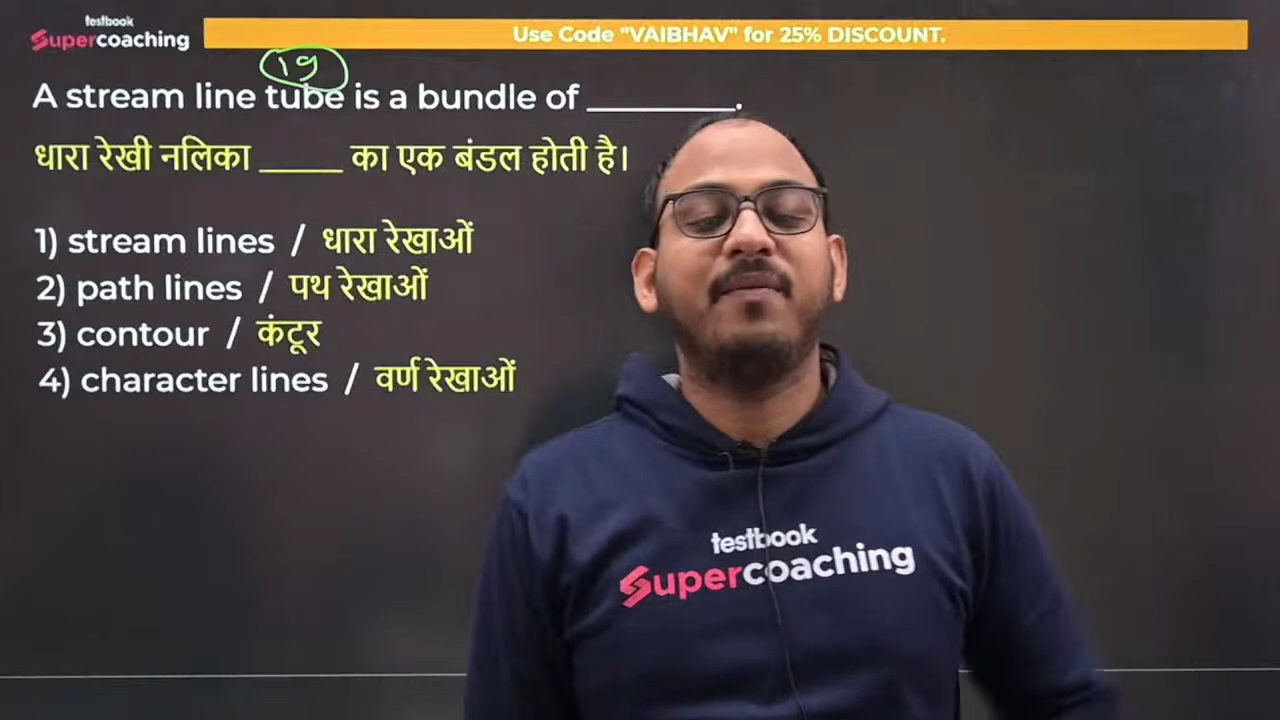 testbook
Supercoaching
Use Code "VAIBHAV" for 25% DISCOUNT.
19
A stream line tube is a bundle of ________.
धारा रेखी नलिका _____ का एक बंडल होती है।
1) stream lines / धारा रेखाओं
2) path lines / पथ रेखाओं
3) contour / कंटूर
4) character lines / वर्ण रेखाओं
testbook
Supercoaching